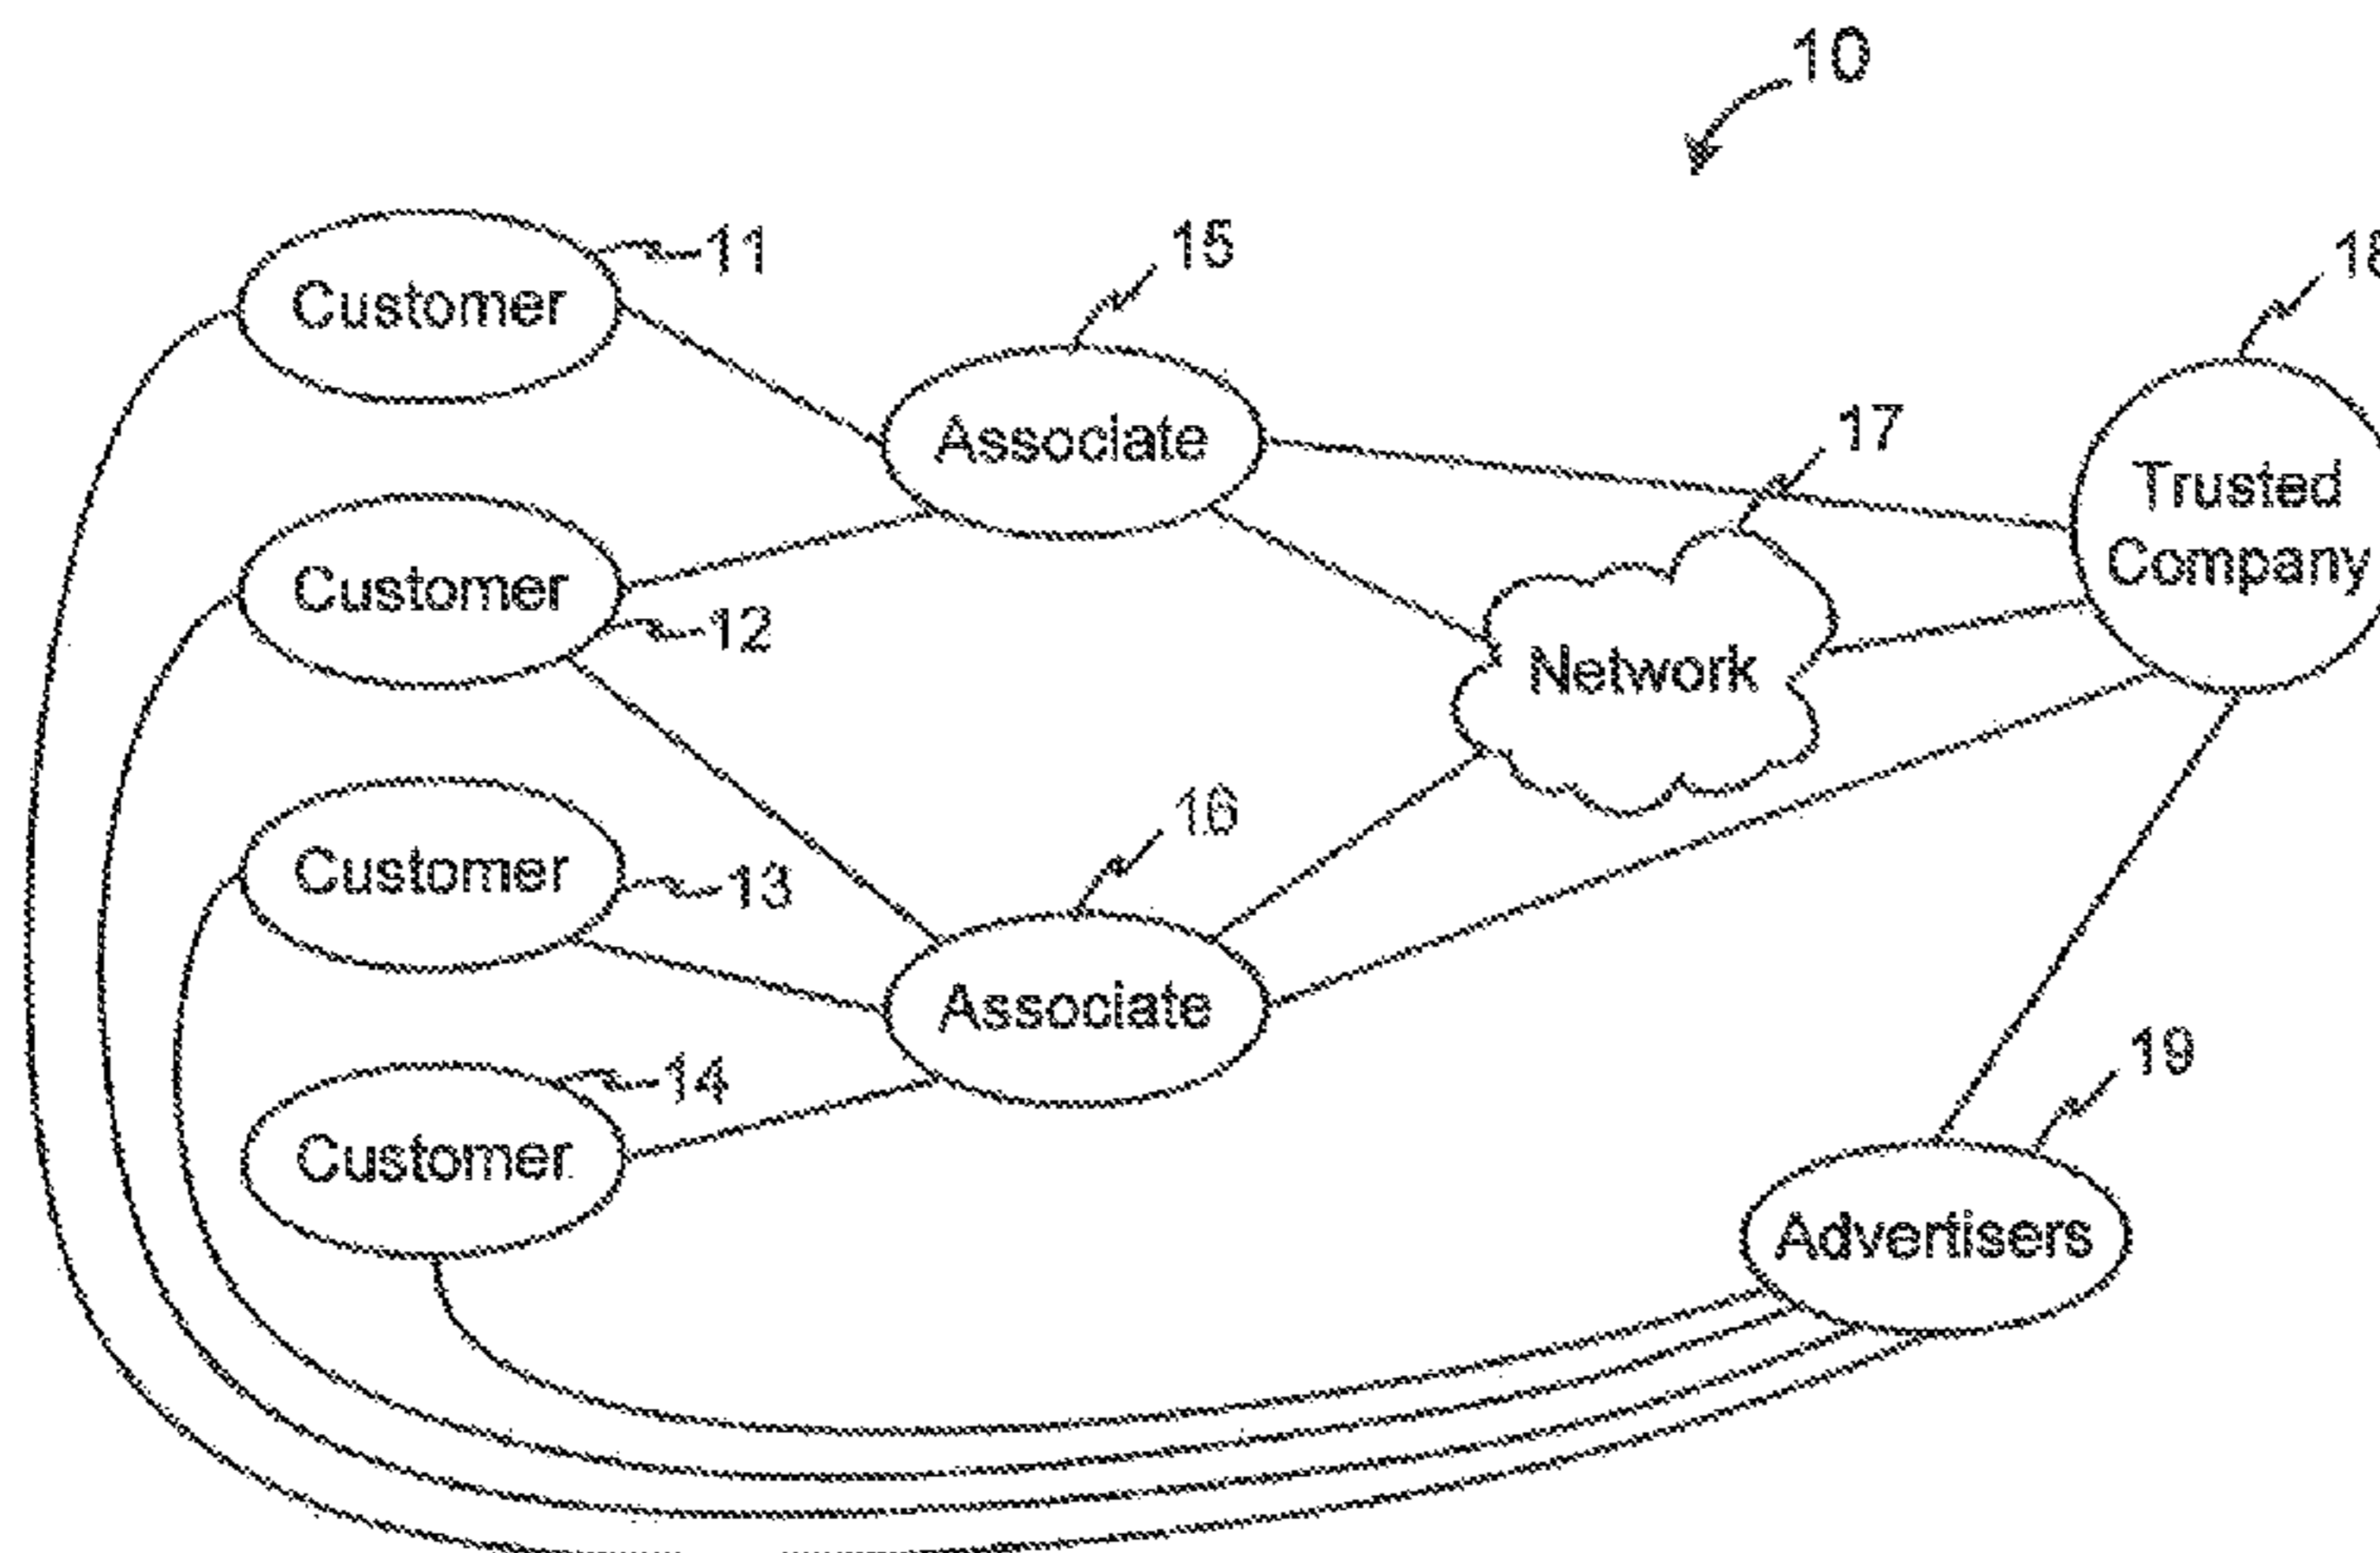 10
11
15
18
Customer
Associate
17
Trusted
Company
Customer
12
Network
16
Customer
13
Associate
14
19
Customer
Advertisers